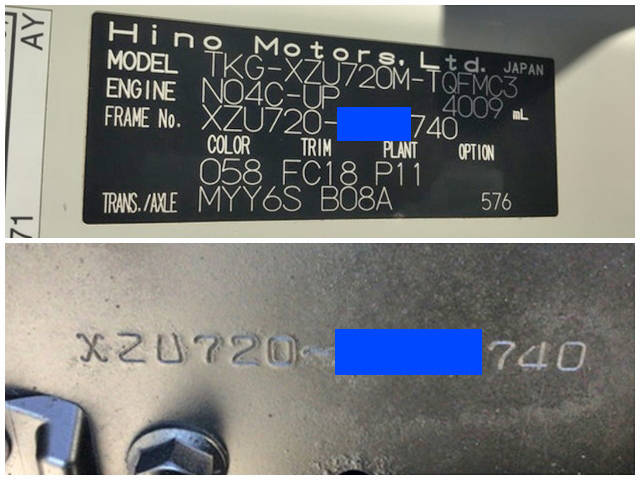 AY
71
Hino Motors, Ltd. JAPAN
MODEL TKG-XZU720M-TQFMC3
ENGINE N04C-UP 4009 mL
FRAME No. XZU720- 740
COLOR TRIM PLANT OPTION
058 FC18 P11
TRANS./AXLE MYY6S B08A 576
XZU720- 740